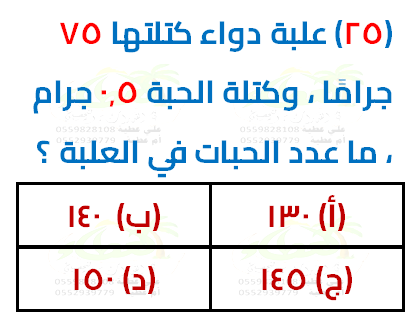 (٢٥) علبة دواء كتلتها ٧٥
جرامًا ، وكتلة الحبة ٠,٥ جرام
، ما عدد الحبات في العلبة ؟
(أ) ١٣٠ (ب) ١٤٠
(ج) ١٤٥ (د) ١٥٠